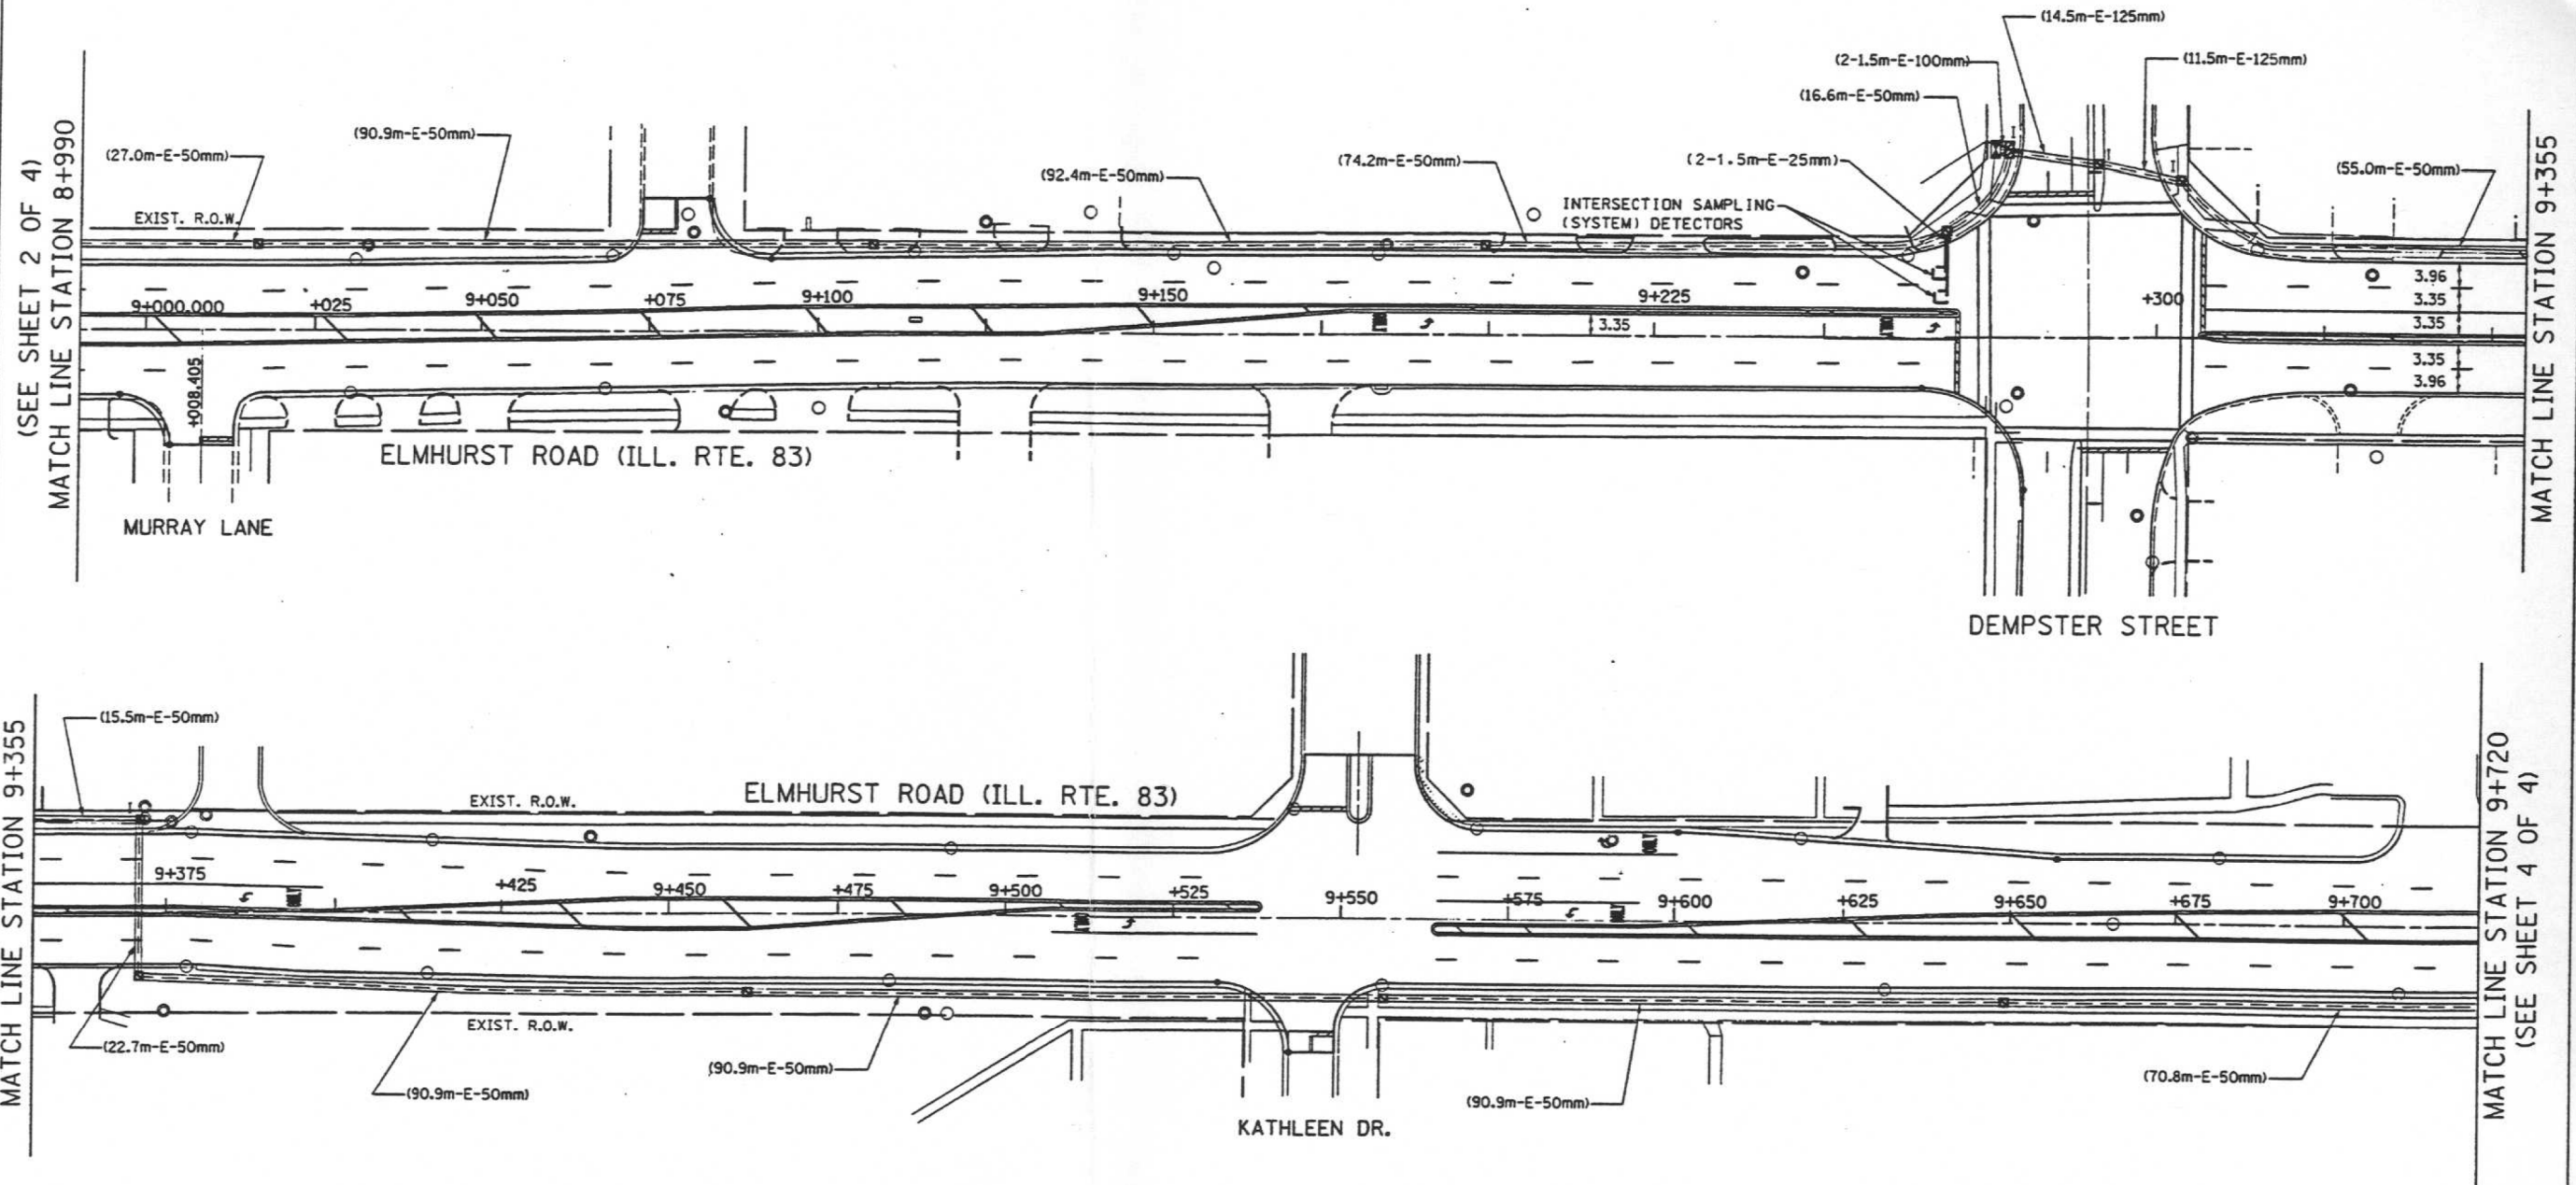 (14.5m-E-125mm)
(2-1.5m-E-100mm)
(11.5m-E-125mm)
(16.6m-E-50mm)
(90.9m-E-50mm)
(27.0m-E-50mm)
(92.4m-E-50mm)
(74.2m-E-50mm)
(2-1.5m-E-25mm)
(55.0m-E-50mm)
(SEE SHEET 2 OF 4)
MATCH LINE STATION 8+990
MATCH LINE STATION 9+355
EXIST. R.O.W.
INTERSECTION SAMPLING
(SYSTEM) DETECTORS
9+000.000
+025
9+050
+075
9+100
9+150
9+225
+300
3.96
3.35
3.35
3.35
3.96
3.35
ONLY
ONLY
+008.405
ELMHURST ROAD (ILL. RTE. 83)
MURRAY LANE
DEMPSTER STREET
MATCH LINE STATION 9+355
(15.5m-E-50mm)
EXIST. R.O.W.
ELMHURST ROAD (ILL. RTE. 83)
9+375
+425
9+450
+475
9+500
+525
9+550
+575
9+600
+625
9+650
+675
9+700
ONLY
ONLY
ONLY
ONLY
EXIST. R.O.W.
(22.7m-E-50mm)
(90.9m-E-50mm)
(90.9m-E-50mm)
(90.9m-E-50mm)
(70.8m-E-50mm)
KATHLEEN DR.
MATCH LINE STATION 9+720
(SEE SHEET 4 OF 4)